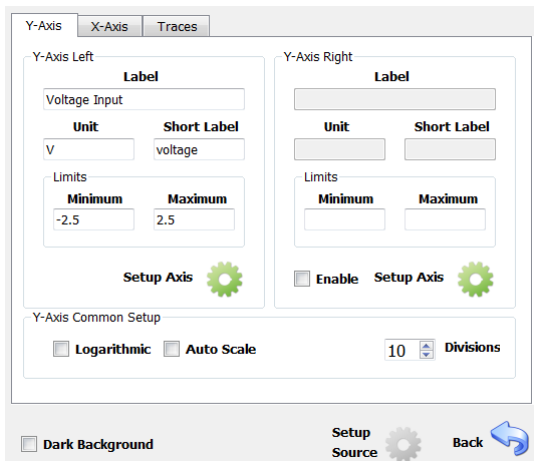 Y-Axis X-Axis Traces
Y-Axis Left Y-Axis Right
Label Label
Voltage Input
Unit Short Label Unit Short Label
V voltage
Limits Limits
Minimum Maximum Minimum Maximum
-2.5 2.5
Setup Axis Enable Setup Axis
Y-Axis Common Setup
Logarithmic Auto Scale 10 Divisions
Dark Background Setup Source Back